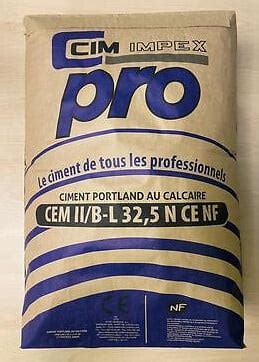 CIM IMPEX
pro
Le ciment de tous les professionnels
CIMENT PORTLAND AU CALCAIRE
CEM II/B-L 32,5 N CE NF
CE
NF